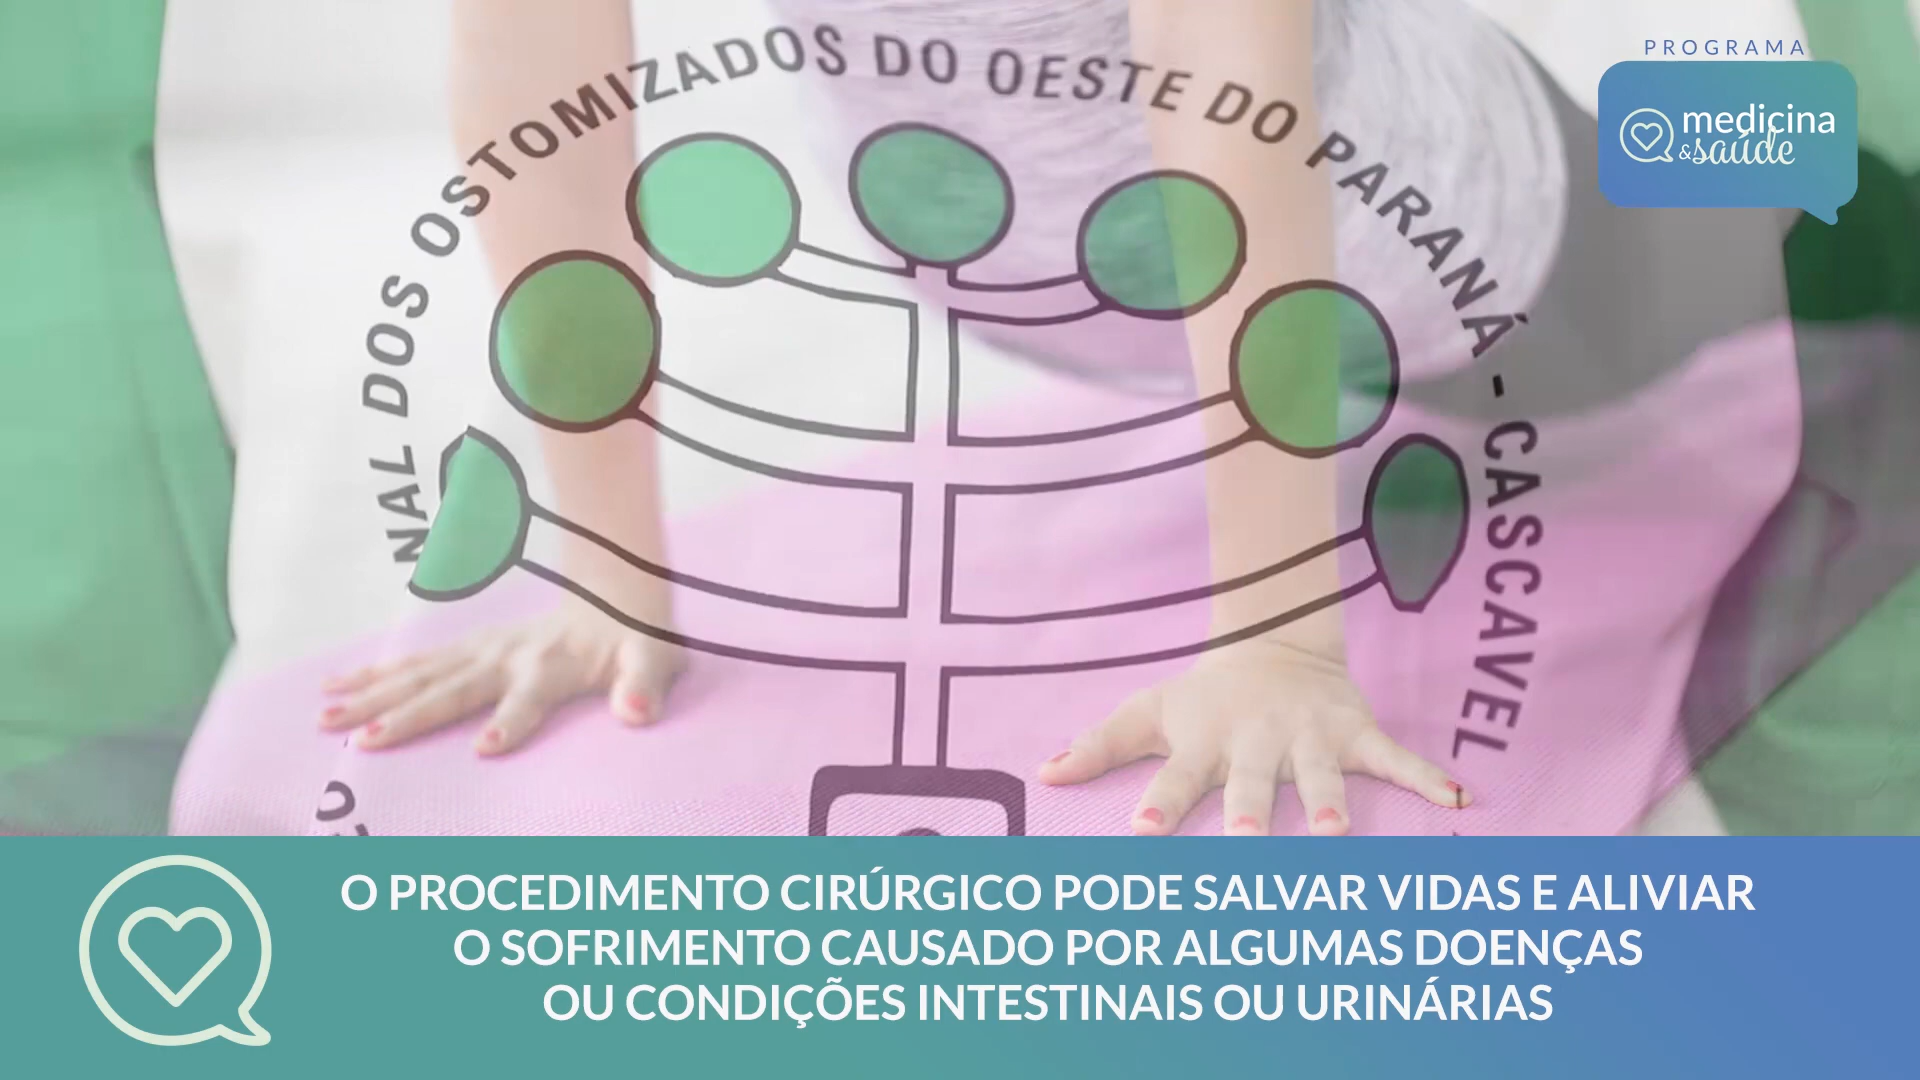 PROGRAMA
medicina
&saúde
NAL DOS OSTOMIZADOS DO OESTE DO PARANÁ - CASCAVEL
O PROCEDIMENTO CIRÚRGICO PODE SALVAR VIDAS E ALIVIAR
O SOFRIMENTO CAUSADO POR ALGUMAS DOENÇAS
OU CONDIÇÕES INTESTINAIS OU URINÁRIAS